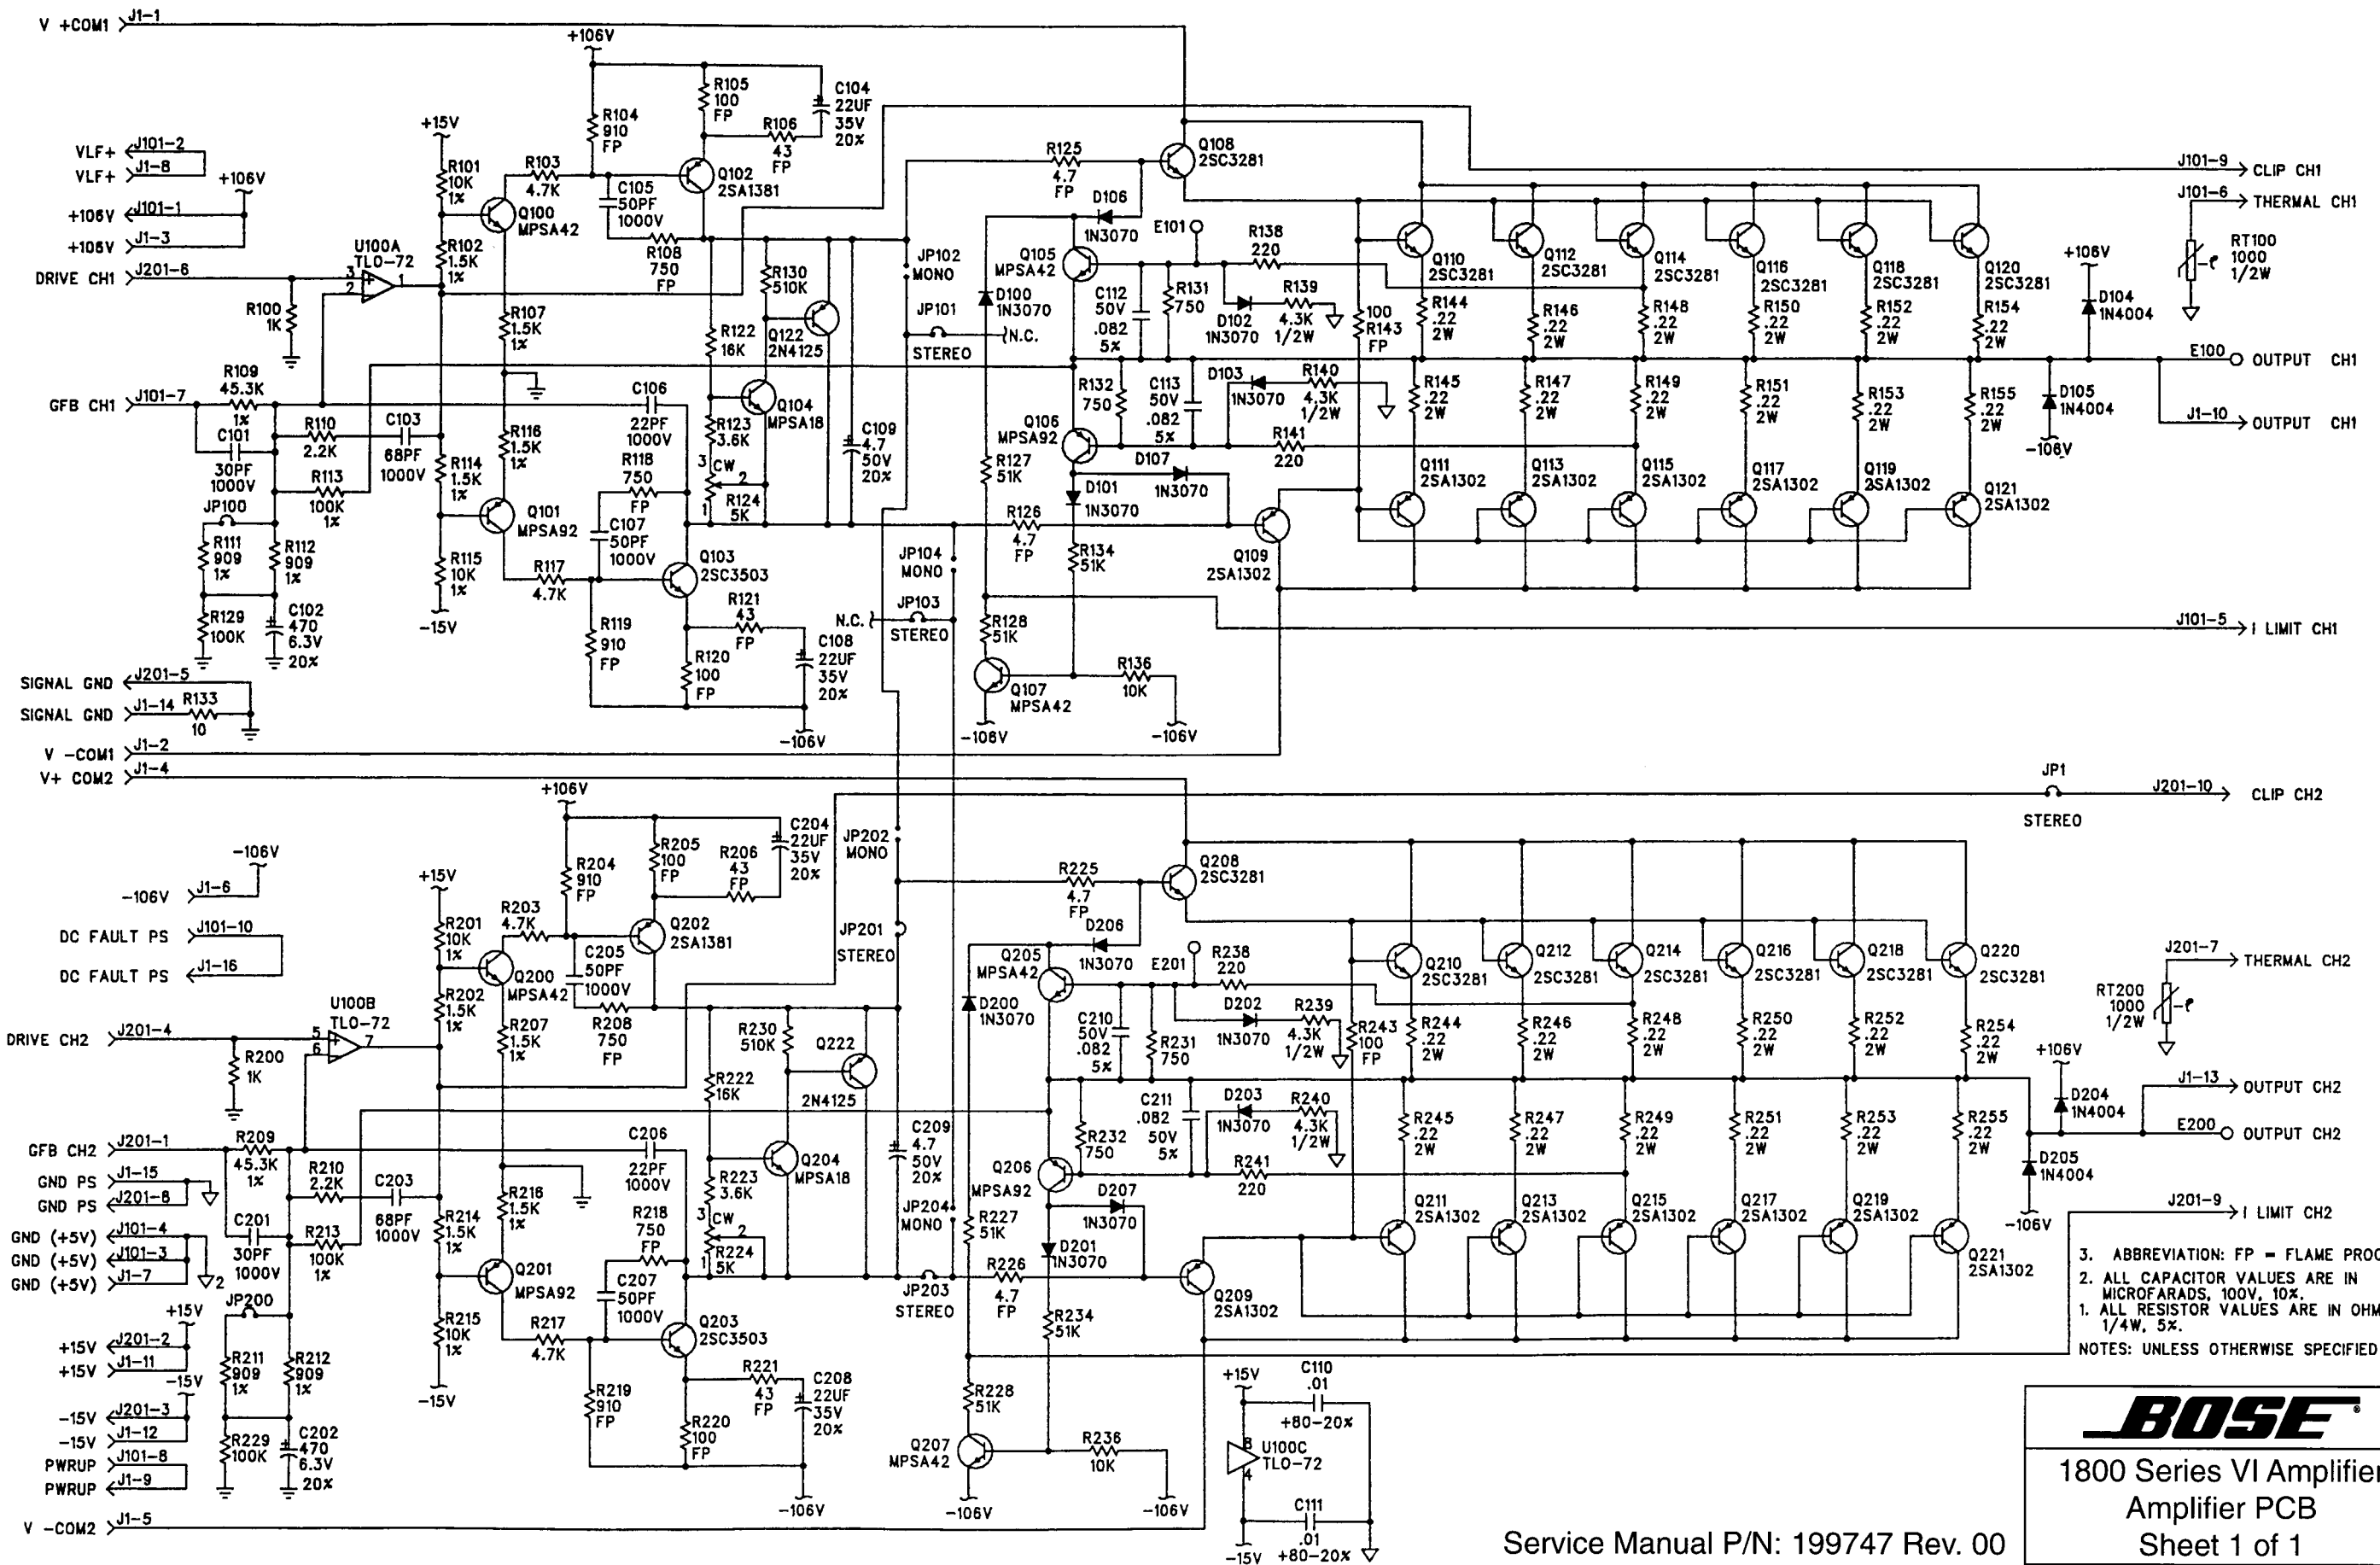 V +COM1
J1-1
+106V
R104
910
FP
R105
100
FP
R106
43
FP
C104
22UF
35V
20%
VLF+
J101-2
VLF+
J1-8
+106V
+106V
J101-1
+106V
J1-3
+15V
R101
10K
1%
R103
4.7K
Q100
MPSA42
C105
50PF
1000V
Q102
2SA1381
R108
750
FP
DRIVE CH1
J201-6
R100
1K
U100A
TLO-72
3
2
1
R102
1.5K
1%
R107
1.5K
1%
R122
16K
R130
510K
Q122
2N4125
JP102
MONO
JP101
STEREO
N.C.
GFB CH1
J101-7
R109
45.3K
1%
C101
30PF
1000V
R110
2.2K
C103
68PF
1000V
R113
100K
1%
R116
1.5K
1%
R114
1.5K
1%
C106
22PF
1000V
R118
750
FP
R123
3.6K
3
CW
2
1
R124
5K
Q104
MPSA18
C109
4.7
50V
20%
JP100
R111
909
1%
R112
909
1%
R129
100K
C102
470
6.3V
20%
Q101
MPSA92
R115
10K
1%
-15V
R117
4.7K
C107
50PF
1000V
Q103
2SC3503
R119
910
FP
R120
100
FP
R121
43
FP
C108
22UF
35V
20%
-106V
JP104
MONO
JP103
N.C.
STEREO
R125
4.7
FP
Q108
2SC3281
D106
1N3070
D100
1N3070
Q105
MPSA42
E101
R138
220
C112
50V
.082
5%
R131
750
D102
1N3070
R139
4.3K
1/2W
100
R143
FP
R132
750
C113
50V
.082
5%
D103
1N3070
R140
4.3K
1/2W
Q106
MPSA92
R141
220
D107
1N3070
D101
1N3070
R127
51K
R126
4.7
FP
R134
51K
Q109
2SA1302
R128
51K
Q107
MPSA42
R136
10K
-106V
-106V
Q110
2SC3281
Q112
2SC3281
Q114
2SC3281
Q116
2SC3281
Q118
2SC3281
Q120
2SC3281
R144
.22
2W
R146
.22
2W
R148
.22
2W
R150
.22
2W
R152
.22
2W
R154
.22
2W
R145
.22
2W
R147
.22
2W
R149
.22
2W
R151
.22
2W
R153
.22
2W
R155
.22
2W
Q111
2SA1302
Q113
2SA1302
Q115
2SA1302
Q117
2SA1302
Q119
2SA1302
Q121
2SA1302
J101-9
CLIP CH1
J101-6
THERMAL CH1
RT100
1000
1/2W
+106V
D104
1N4004
E100
OUTPUT CH1
D105
1N4004
-106V
J1-10
OUTPUT CH1
J101-5
I LIMIT CH1
SIGNAL GND
J201-5
SIGNAL GND
J1-14
R133
10
V -COM1
J1-2
V+ COM2
J1-4
JP1
STEREO
J201-10
CLIP CH2
+106V
R204
910
FP
R205
100
FP
R206
43
FP
C204
22UF
35V
20%
JP202
MONO
-106V
-106V
J1-6
DC FAULT PS
J101-10
DC FAULT PS
J1-16
+15V
R201
10K
1%
R203
4.7K
Q200
MPSA42
C205
50PF
1000V
Q202
2SA1381
JP201
STEREO
R208
750
FP
DRIVE CH2
J201-4
R200
1K
U100B
TLO-72
5
6
7
R202
1.5K
1%
R207
1.5K
1%
R222
16K
R230
510K
Q222
2N4125
GFB CH2
J201-1
GND PS
J1-15
GND PS
J201-8
GND (+5V)
J101-4
GND (+5V)
J101-3
GND (+5V)
J1-7
2
R209
45.3K
1%
R210
2.2K
C203
68PF
1000V
C201
30PF
1000V
R213
100K
1%
R214
1.5K
1%
R216
1.5K
1%
C206
22PF
1000V
R218
750
FP
R223
3.6K
3
CW
2
1
R224
5K
Q204
MPSA18
C209
4.7
50V
20%
JP204
MONO
JP203
STEREO
JP200
R211
909
1%
R212
909
1%
R229
100K
C202
470
6.3V
20%
Q201
MPSA92
R215
10K
1%
-15V
R217
4.7K
C207
50PF
1000V
Q203
2SC3503
R219
910
FP
R220
100
FP
R221
43
FP
C208
22UF
35V
20%
-106V
+15V
+15V
J201-2
+15V
J1-11
-15V
-15V
J201-3
-15V
J1-12
PWRUP
J101-8
PWRUP
J1-9
V -COM2
J1-5
R225
4.7
FP
Q208
2SC3281
D206
1N3070
Q205
MPSA42
E201
R238
220
D200
1N3070
C210
50V
.082
5%
R231
750
D202
1N3070
R239
4.3K
1/2W
R243
100
FP
R232
750
C211
.082
50V
5%
D203
1N3070
R240
4.3K
1/2W
Q206
MPSA92
R241
220
D207
1N3070
D201
1N3070
R227
51K
R226
4.7
FP
R234
51K
Q209
2SA1302
R228
51K
Q207
MPSA42
R236
10K
-106V
-106V
Q210
2SC3281
Q212
2SC3281
Q214
2SC3281
Q216
2SC3281
Q218
2SC3281
Q220
2SC3281
R244
.22
2W
R246
.22
2W
R248
.22
2W
R250
.22
2W
R252
.22
2W
R254
.22
2W
R245
.22
2W
R247
.22
2W
R249
.22
2W
R251
.22
2W
R253
.22
2W
R255
.22
2W
Q211
2SA1302
Q213
2SA1302
Q215
2SA1302
Q217
2SA1302
Q219
2SA1302
Q221
2SA1302
J201-7
THERMAL CH2
RT200
1000
1/2W
+106V
D204
1N4004
J1-13
OUTPUT CH2
E200
OUTPUT CH2
D205
1N4004
-106V
J201-9
I LIMIT CH2
+15V
C110
.01
+80-20%
8
U100C
TLO-72
4
C111
.01
+80-20%
-15V
3. ABBREVIATION: FP = FLAME PROO
2. ALL CAPACITOR VALUES ARE IN
MICROFARADS, 100V, 10%.
1. ALL RESISTOR VALUES ARE IN OHM
1/4W, 5%.
NOTES: UNLESS OTHERWISE SPECIFIED
BOSE®
1800 Series VI Amplifier
Amplifier PCB
Sheet 1 of 1
Service Manual P/N: 199747 Rev. 00